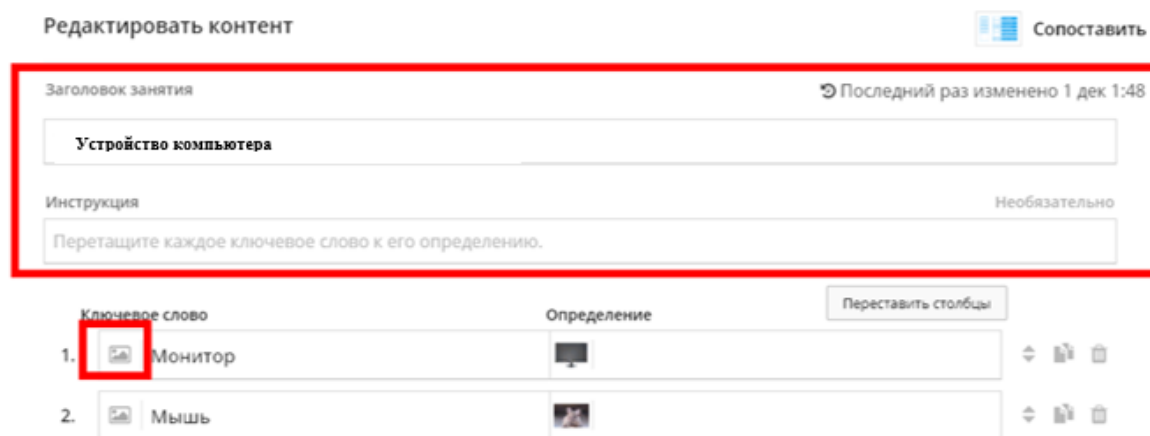 Редактировать контент
Сопоставить
Заголовок занятия
Последний раз изменено 1 дек 1:48
Устройство компьютера
Инструкция
Необязательно
Перетащите каждое ключевое слово к его определению.
Переставить столбцы
Ключевое слово
Определение
1. Монитор
2. Мышь